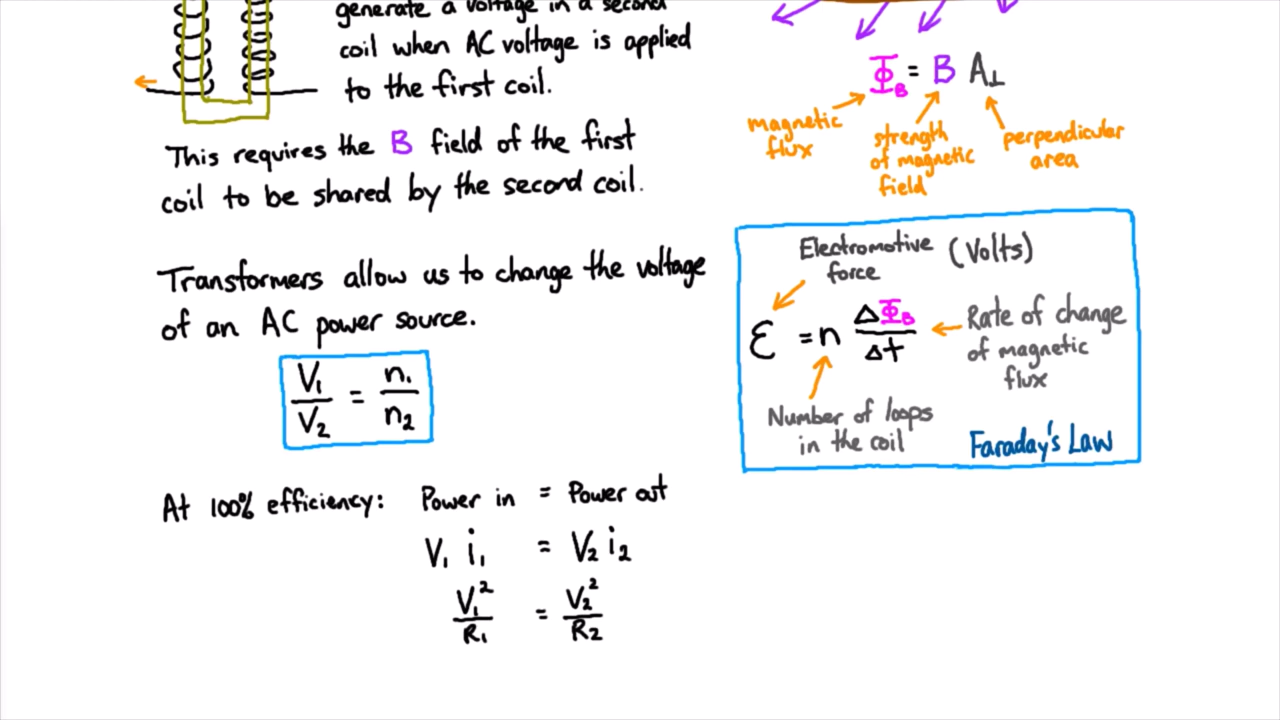 generate a voltage in a second
coil when AC voltage is applied
to the first coil.
This requires the B field of the first
coil to be shared by the second coil.
Transformers allow us to change the voltage
of an AC power source.
V₁/V₂ = n₁/n₂
At 100% efficiency: Power in = Power out
V₁ i₁ = V₂ i₂
V₁²/R₁ = V₂²/R₂
Φ_B = B A⊥
magnetic
flux
strength
of magnetic
field
perpendicular
area
Electromotive (Volts)
force
Ɛ = n ΔΦ_B/Δt
Rate of change
of magnetic
flux
Number of loops
in the coil
Faraday's Law